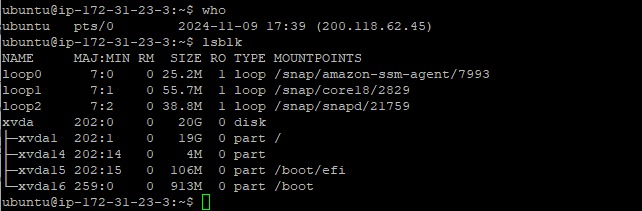 ubuntu@ip-172-31-23-3:~$ who
ubuntu   pts/0        2024-11-09 17:39 (200.118.62.45)
ubuntu@ip-172-31-23-3:~$ lsblk
NAME     MAJ:MIN RM   SIZE RO TYPE MOUNTPOINTS
loop0      7:0    0  25.2M  1 loop /snap/amazon-ssm-agent/7993
loop1      7:1    0  55.7M  1 loop /snap/core18/2829
loop2      7:2    0  38.8M  1 loop /snap/snapd/21759
xvda     202:0    0    20G  0 disk
├─xvda1  202:1    0    19G  0 part /
├─xvda14 202:14   0     4M  0 part
├─xvda15 202:15   0   106M  0 part /boot/efi
└─xvda16 259:0    0   913M  0 part /boot
ubuntu@ip-172-31-23-3:~$